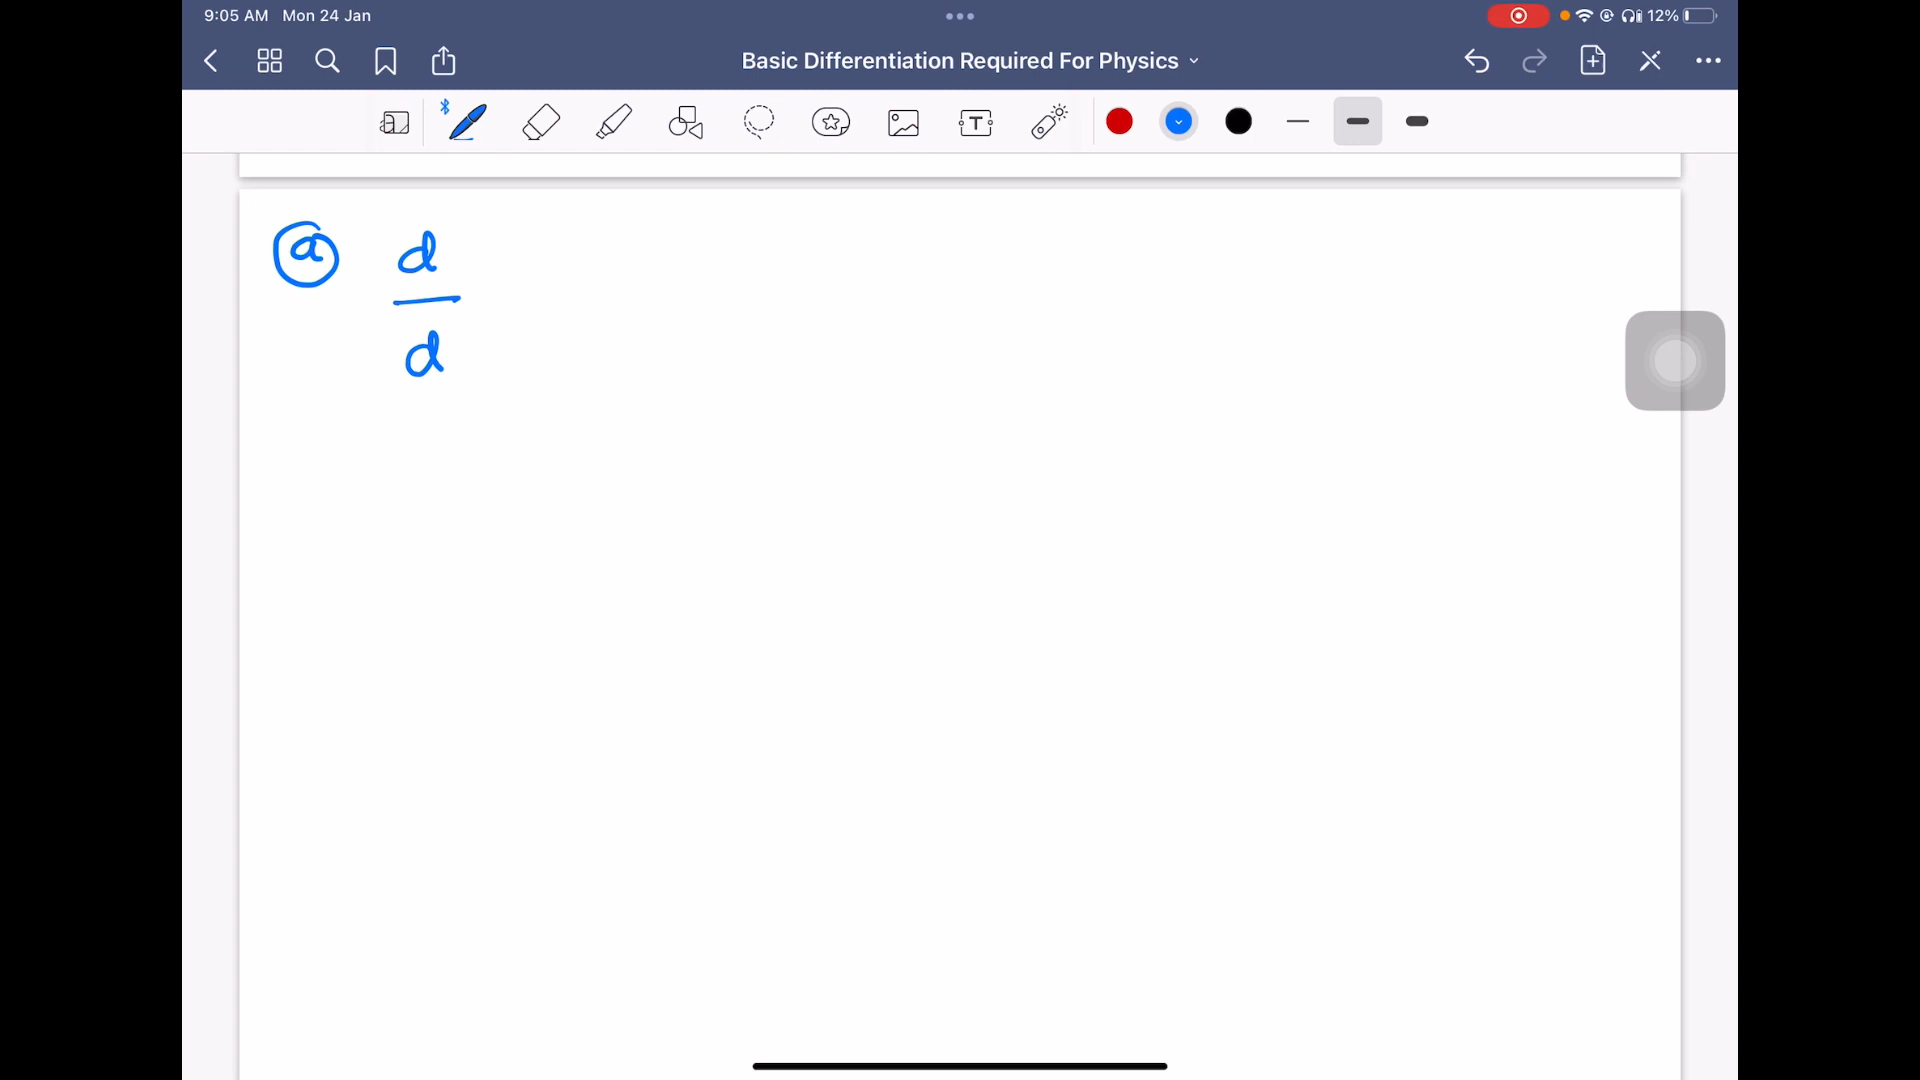 9:05 AM Mon 24 Jan 12%
Basic Differentiation Required For Physics
a d
d